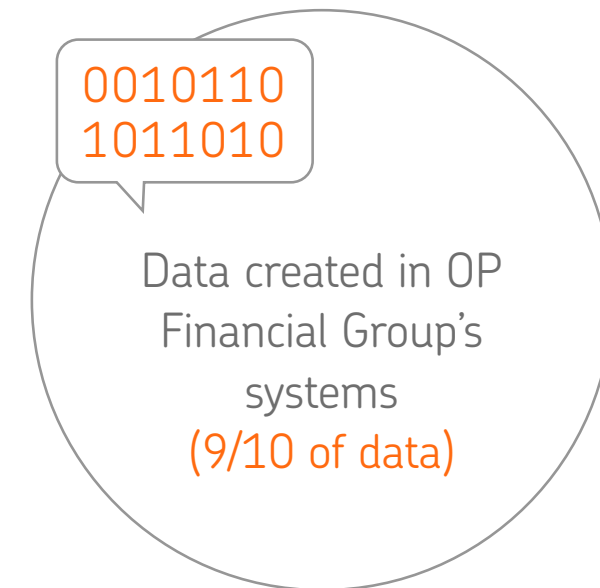 0010110
1011010
Data created in OP
Financial Group’s
systems
(9/10 of data)